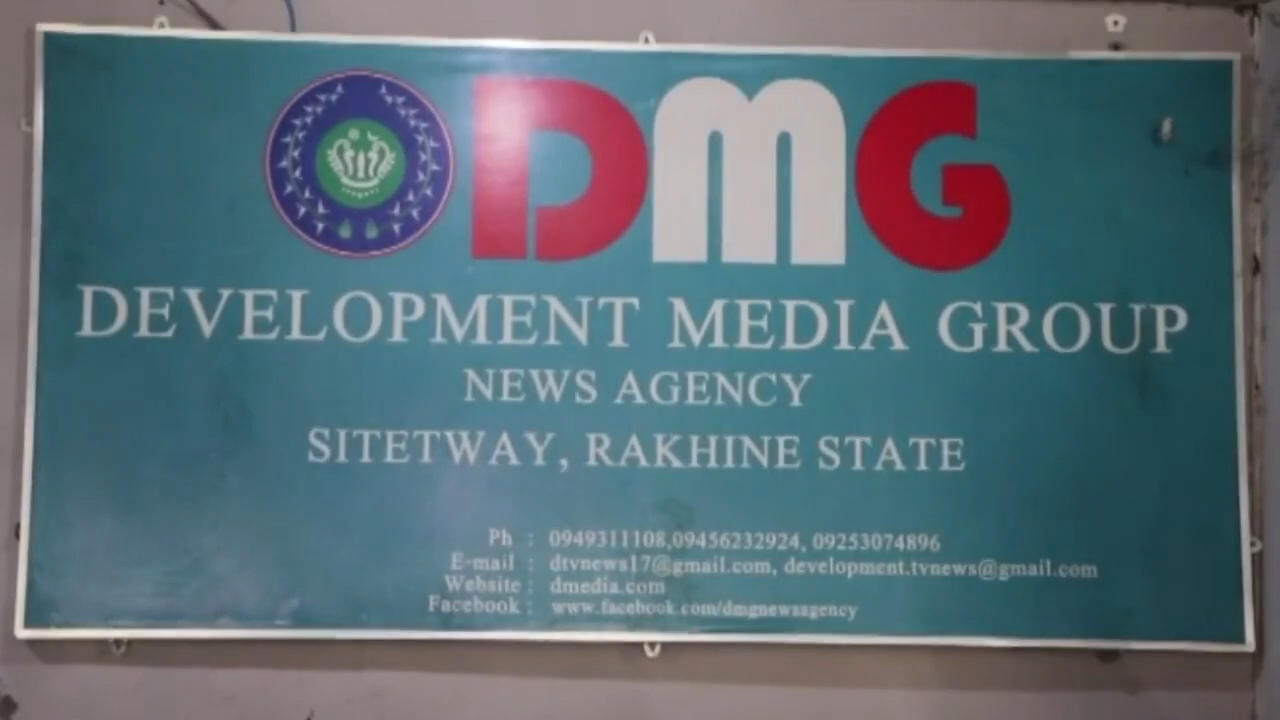 DMG
DEVELOPMENT MEDIA GROUP
NEWS AGENCY
SITETWAY, RAKHINE STATE
Ph : 0949311108,09456232924, 09253074896
E-mail : dtvnews17@gmail.com, development.tvnews@gmail.com
Website : dmedia.com
Facebook : www.facebook.com/dmgnewsagency